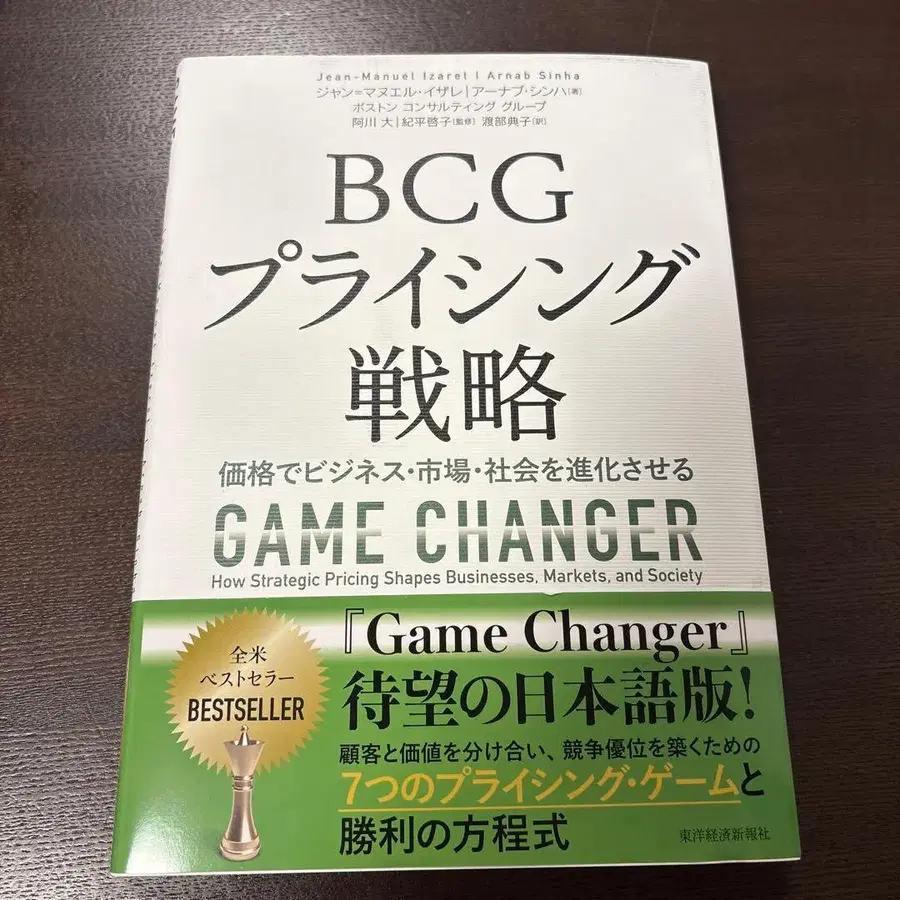 Jean-Manuel Izaret | Arnab Sinha
ジャン=マヌエル・イザレ|アーナブ・シンハ[著]
ボストン コンサルティング グループ
阿川 大|紀平啓子[監修] 渡部典子[訳]
BCG
プライシング
戦略
価格でビジネス・市場・社会を進化させる
GAME CHANGER
How Strategic Pricing Shapes Businesses, Markets, and Society
全米
ベストセラー
BESTSELLER
『Game Changer』
待望の日本語版!
顧客と価値を分け合い、競争優位を築くための
7つのプライシング・ゲームと
勝利の方程式
東洋経済新報社